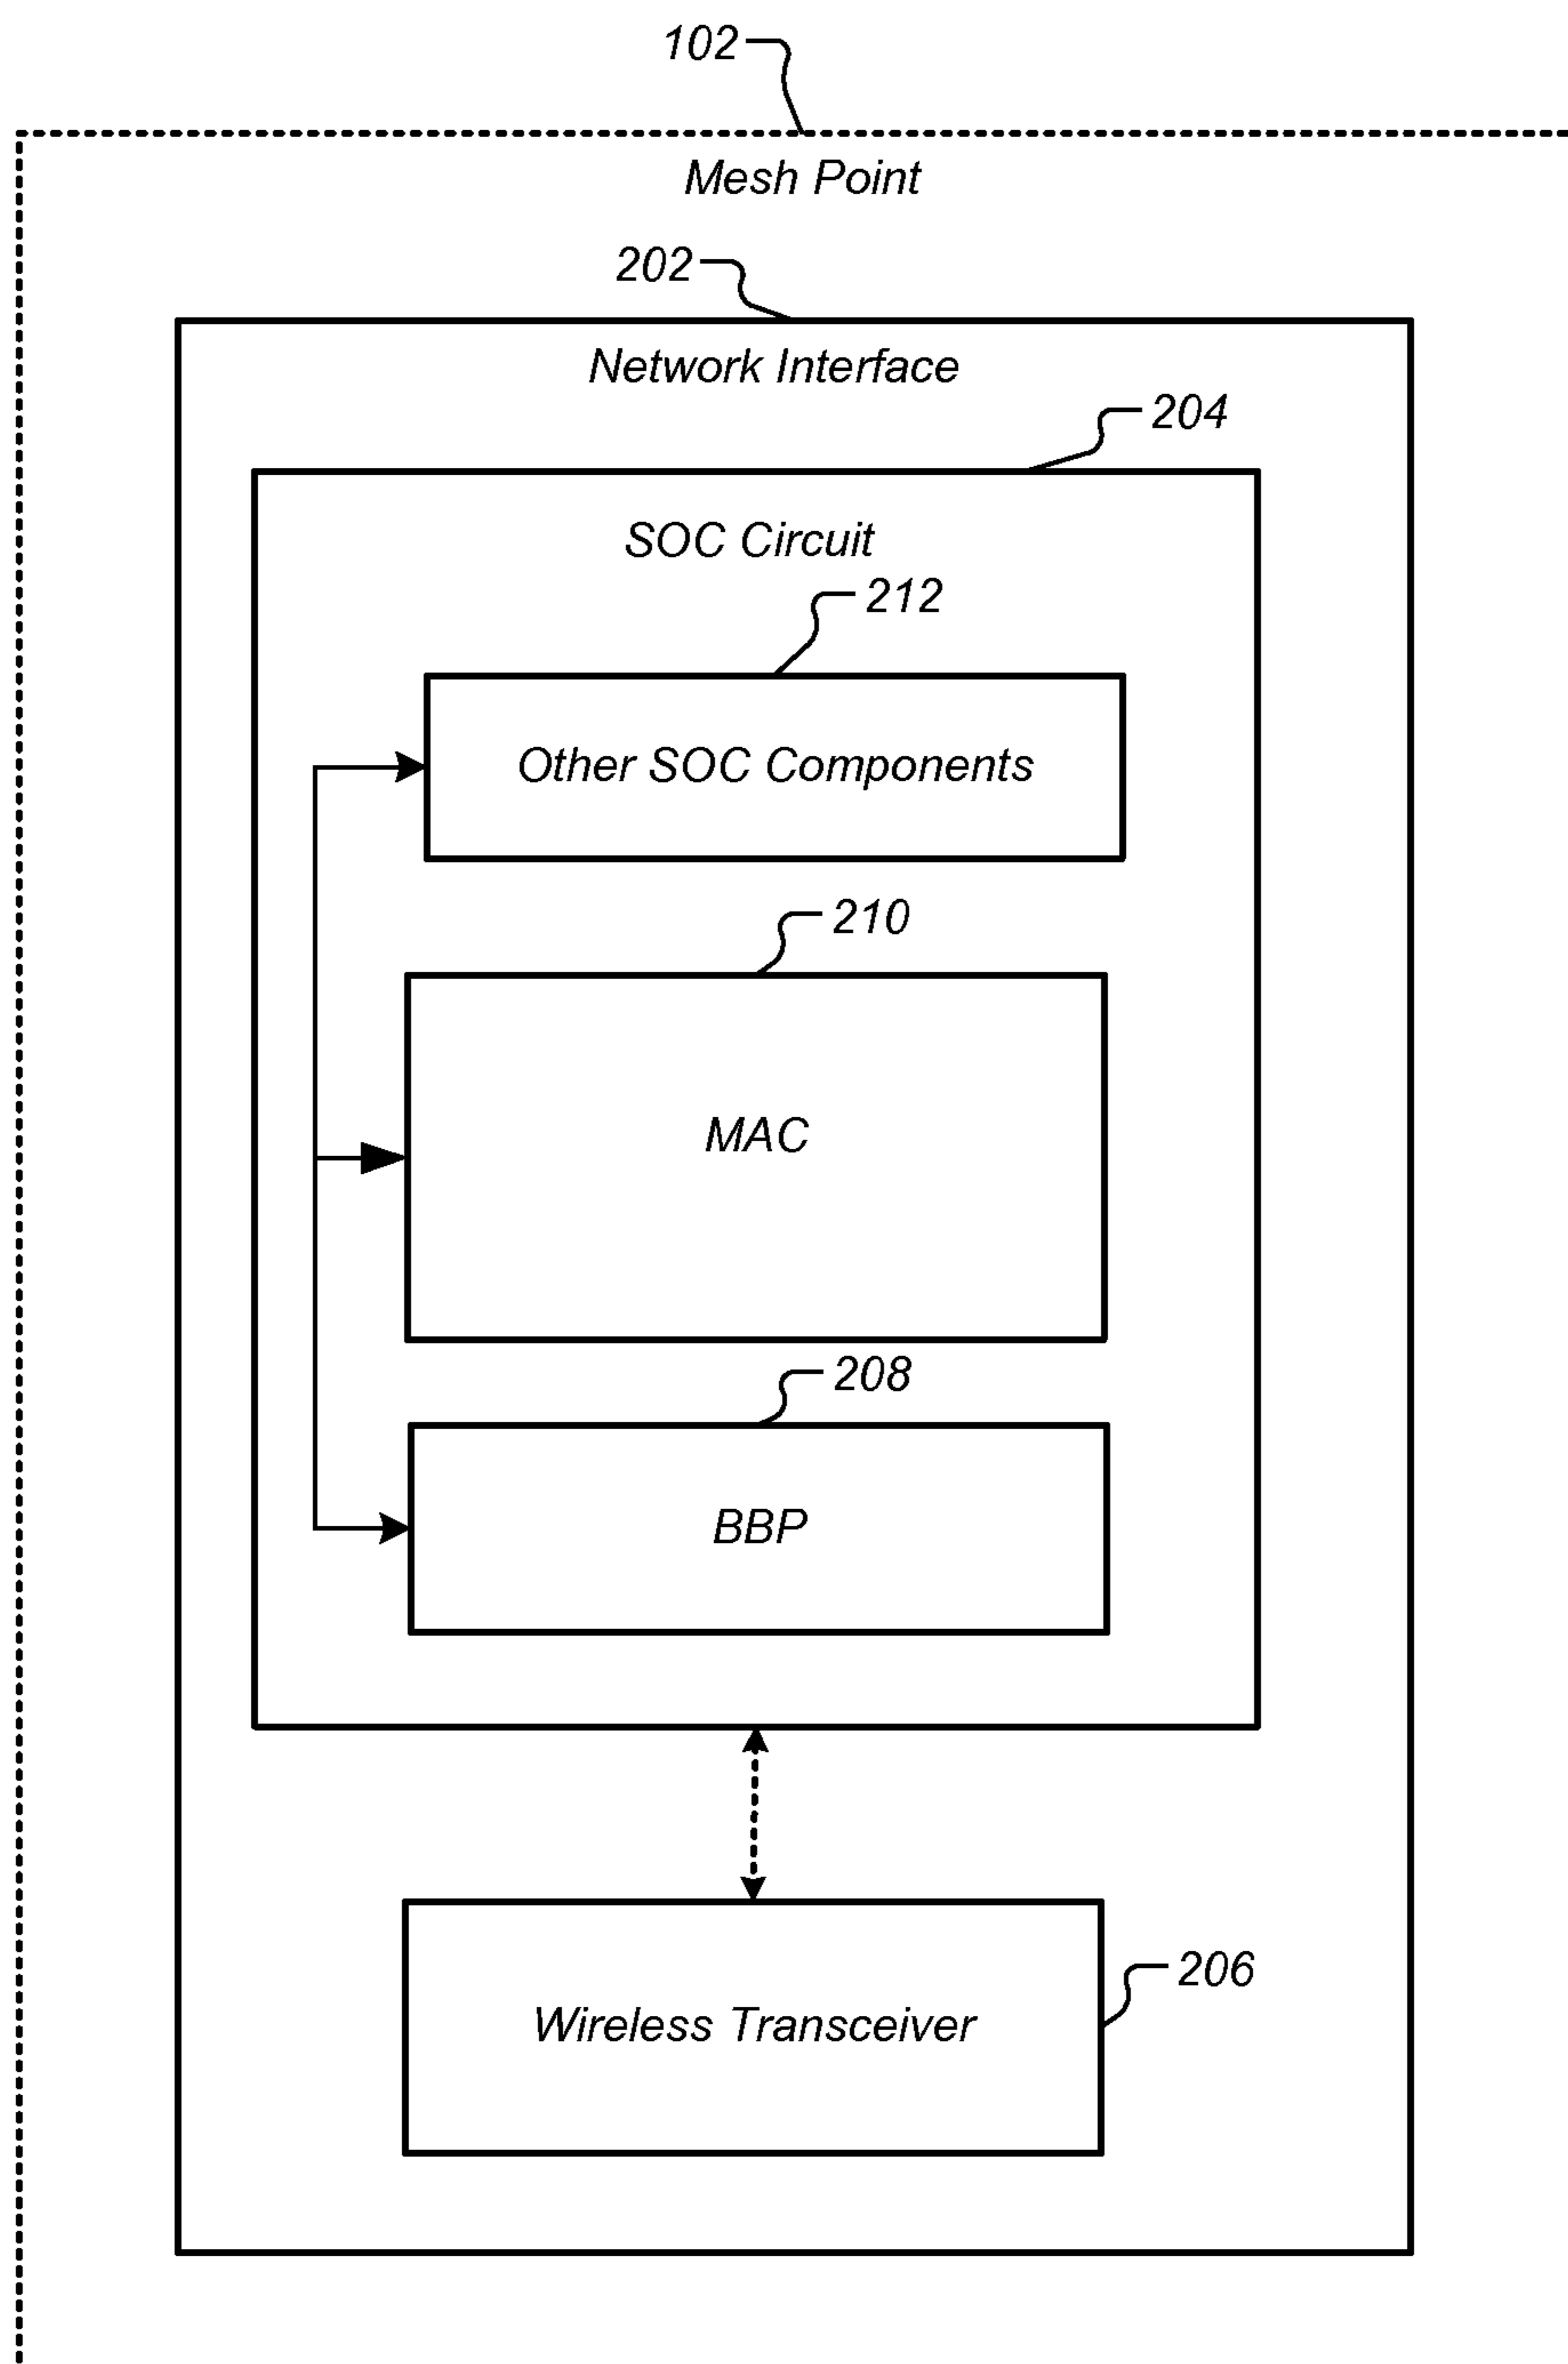 102
Mesh Point
202
Network Interface
204
SOC Circuit
212
Other SOC Components
210
MAC
208
BBP
206
Wireless Transceiver